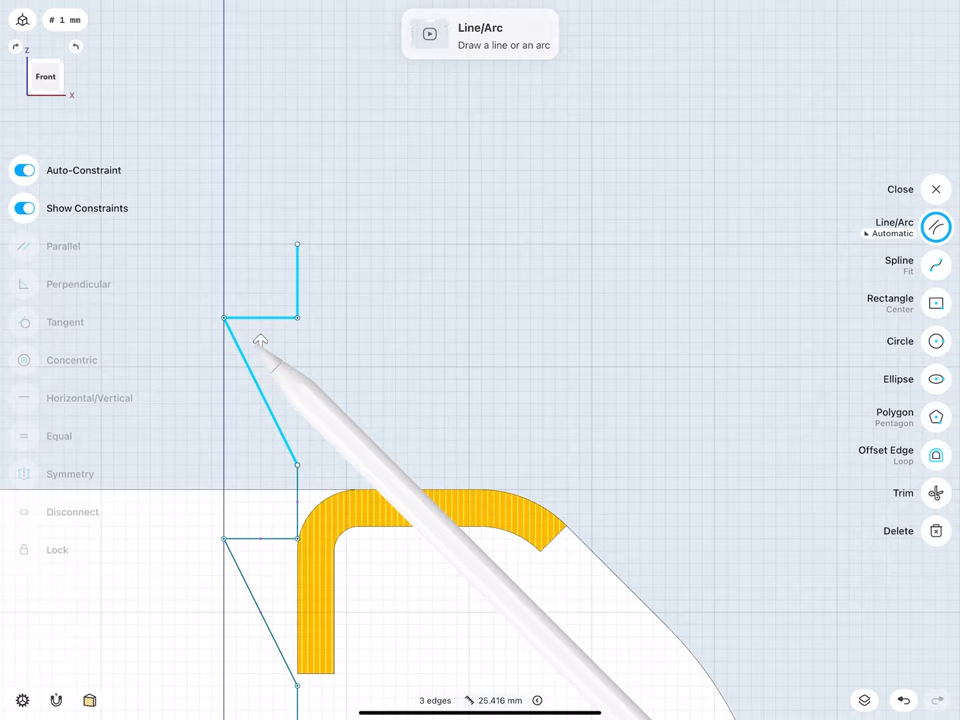 # 1 mm
Z
Front
X
Line/Arc
Draw a line or an arc
Auto-Constraint
Show Constraints
Parallel
Perpendicular
Tangent
Concentric
Horizontal/Vertical
Equal
Symmetry
Disconnect
Lock
Close
Line/Arc
Automatic
Spline
Fit
Rectangle
Center
Circle
Ellipse
Polygon
Pentagon
Offset Edge
Loop
Trim
Delete
3 edges 25.416 mm